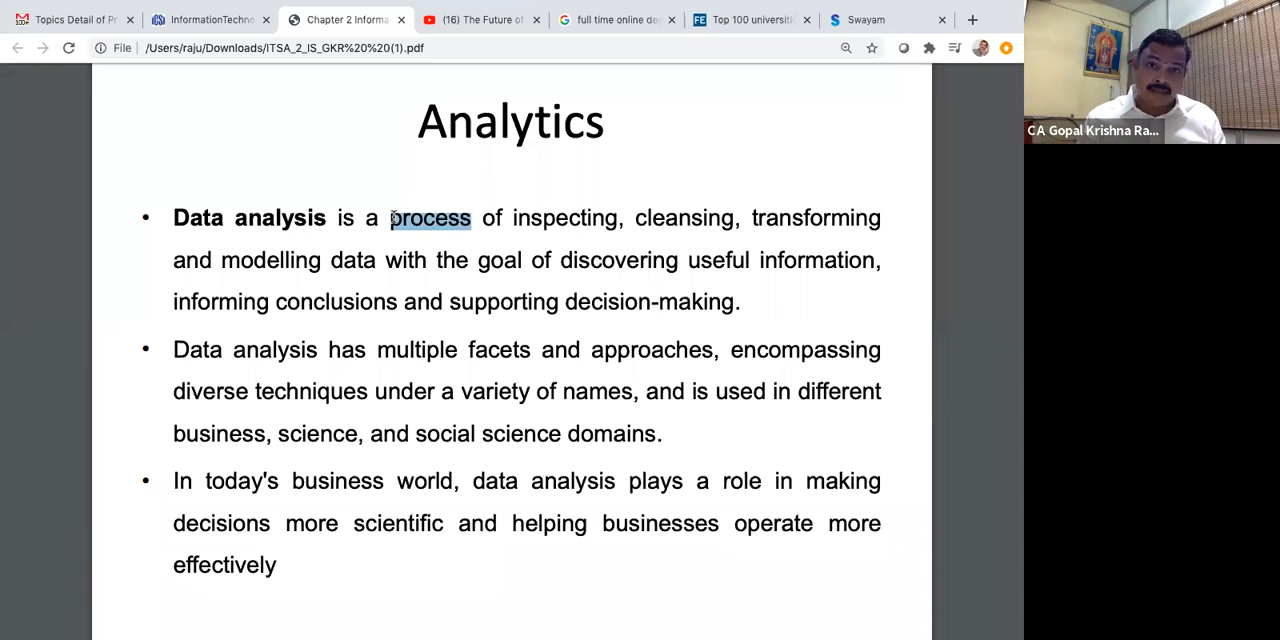 Topics Detail of Pr
InformationTechno
Chapter 2 Informa
(16) The Future of
full time online de
Top 100 universiti
Swayam
File
/Users/raju/Downloads/ITSA_2_IS_GKR%20%20(1).pdf
C A Gopal Krishna Ra...
Analytics
• Data analysis is a process of inspecting, cleansing, transforming
and modelling data with the goal of discovering useful information,
informing conclusions and supporting decision-making.
• Data analysis has multiple facets and approaches, encompassing
diverse techniques under a variety of names, and is used in different
business, science, and social science domains.
• In today's business world, data analysis plays a role in making
decisions more scientific and helping businesses operate more
effectively